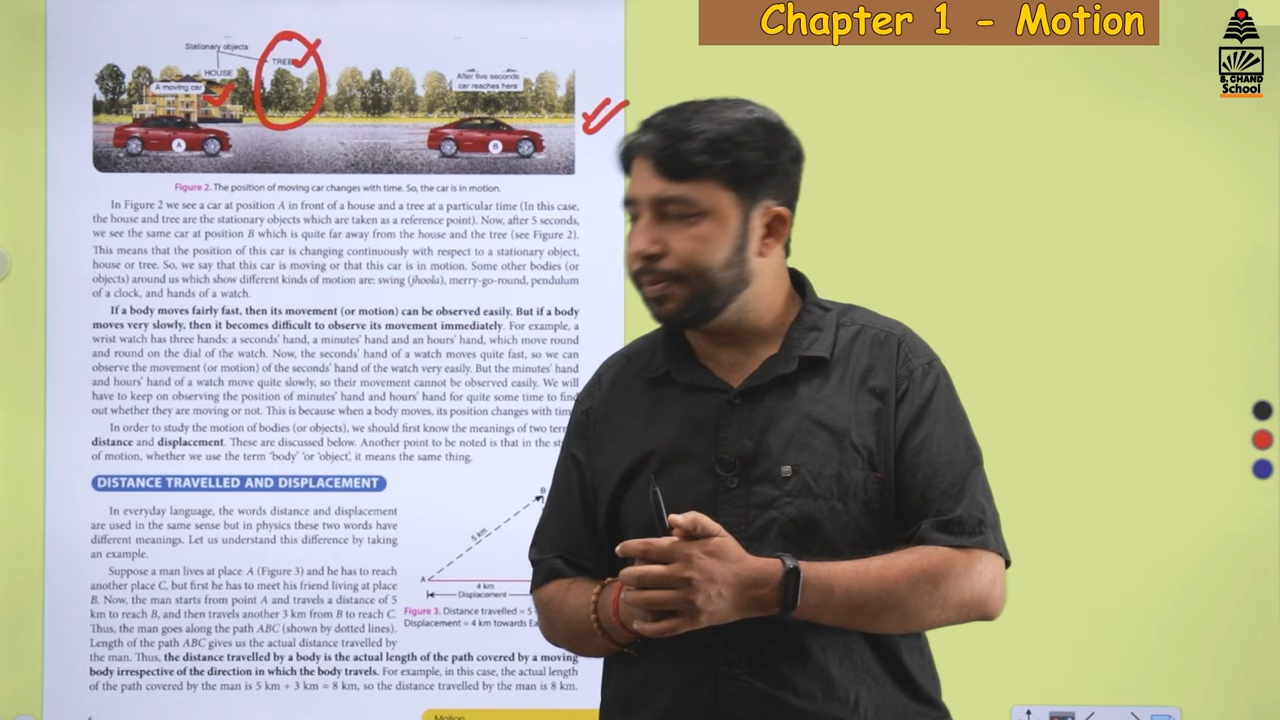 Chapter 1 - Motion
S. CHAND
School
Stationary objects
TREE
HOUSE
A moving car
After five seconds
car reaches here
A
B
Figure 2. The position of moving car changes with time. So, the car is in motion.
In Figure 2 we see a car at position A in front of a house and a tree at a particular time (In this case,
the house and tree are the stationary objects which are taken as a reference point). Now, after 5 seconds,
we see the same car at position B which is quite far away from the house and the tree (see Figure 2).
This means that the position of this car is changing continuously with respect to a stationary object,
house or tree. So, we say that this car is moving or that this car is in motion. Some other bodies (or
objects) around us which show different kinds of motion are: swing (jhoola), merry-go-round, pendulum
of a clock, and hands of a watch.
If a body moves fairly fast, then its movement (or motion) can be observed easily. But if a body
moves very slowly, then it becomes difficult to observe its movement immediately. For example, a
wrist watch has three hands: a seconds' hand, a minutes' hand and an hours' hand, which move round
and round on the dial of the watch. Now, the seconds' hand of a watch moves quite fast, so we can
observe the movement (or motion) of the seconds' hand of the watch very easily. But the minutes' hand
and hours' hand of a watch move quite slowly, so their movement cannot be observed easily. We will
have to keep on observing the position of minutes' hand and hours' hand for quite some time to find
out whether they are moving or not. This is because when a body moves, its position changes with tim
In order to study the motion of bodies (or objects), we should first know the meanings of two ter
distance and displacement. These are discussed below. Another point to be noted is that in the st
of motion, whether we use the term 'body' 'or 'object', it means the same thing.
DISTANCE TRAVELLED AND DISPLACEMENT
In everyday language, the words distance and displacement
are used in the same sense but in physics these two words have
different meanings. Let us understand this difference by taking
an example.
Suppose a man lives at place A (Figure 3) and he has to reach
another place C, but first he has to meet his friend living at place
B. Now, the man starts from point A and travels a distance of 5
km to reach B, and then travels another 3 km from B to reach C.
Thus, the man goes along the path ABC (shown by dotted lines).
Length of the path ABC gives us the actual distance travelled by
the man. Thus, the distance travelled by a body is the actual length of the path covered by a moving
body irrespective of the direction in which the body travels. For example, in this case, the actual length
of the path covered by the man is 5 km + 3 km = 8 km, so the distance travelled by the man is 8 km.
B
5 km
A
4 km
Displacement
Figure 3. Distance travelled = 5
Displacement = 4 km towards Ea
6
Motion